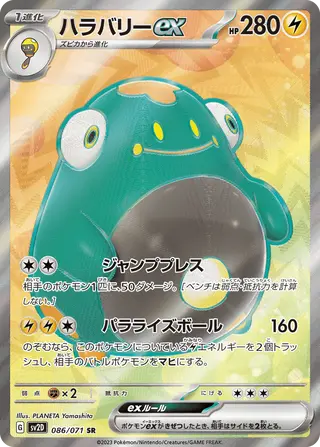 1進化
ハラバリーex
HP 280
ズピカから進化
ジャンププレス
相手のポケモン1匹に、50ダメージ。[ベンチは弱点・抵抗力を計算しない。]
パラライズボール 160
のぞむなら、このポケモンについているエネルギーを2個トラッシュし、相手のバトルポケモンをマヒにする。
弱点 ×2 抵抗力 にげる
exルール
ポケモンexがきぜつしたとき、相手はサイドを2枚とる。
G SV2D 086/071 SR
Illus. PLANETA Yamashita
©2023 Pokémon/Nintendo/Creatures/GAME FREAK.